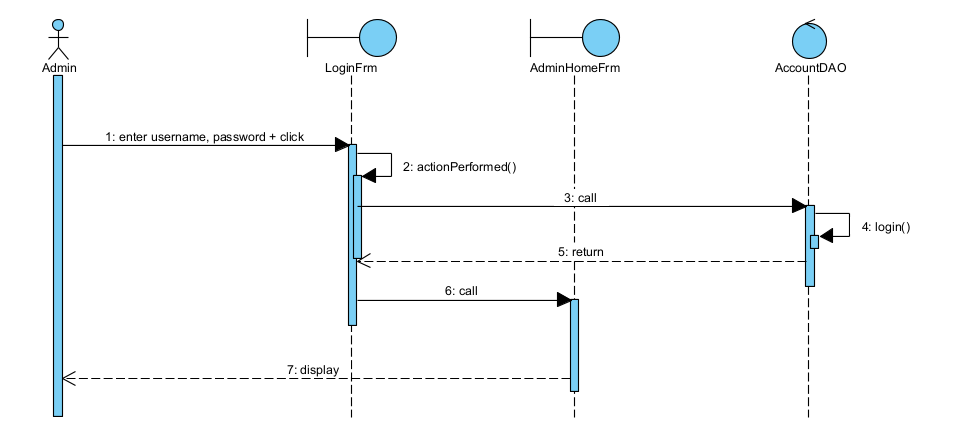 Admin
LoginFrm
AdminHomeFrm
AccountDAO
1: enter username, password + click
2: actionPerformed()
3: call
4: login()
5: return
6: call
7: display